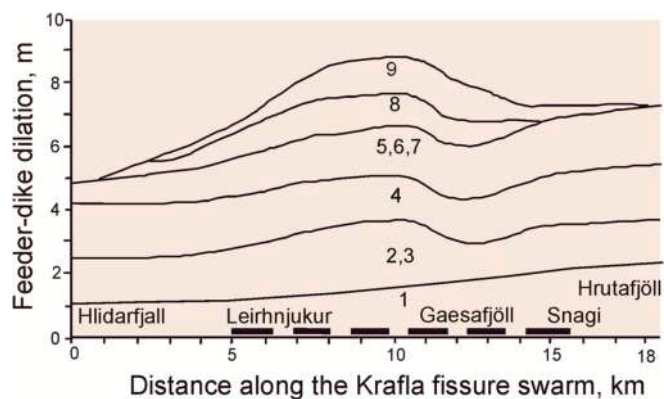 10
8
6
4
2
0
Feeder-dike dilation, m
9
8
5,6,7
4
2,3
1
Hrutafjöll
Hlidarfjall Leirhnjukur Gaesafjöll Snagi
0 5 10 15 18
Distance along the Krafla fissure swarm, km